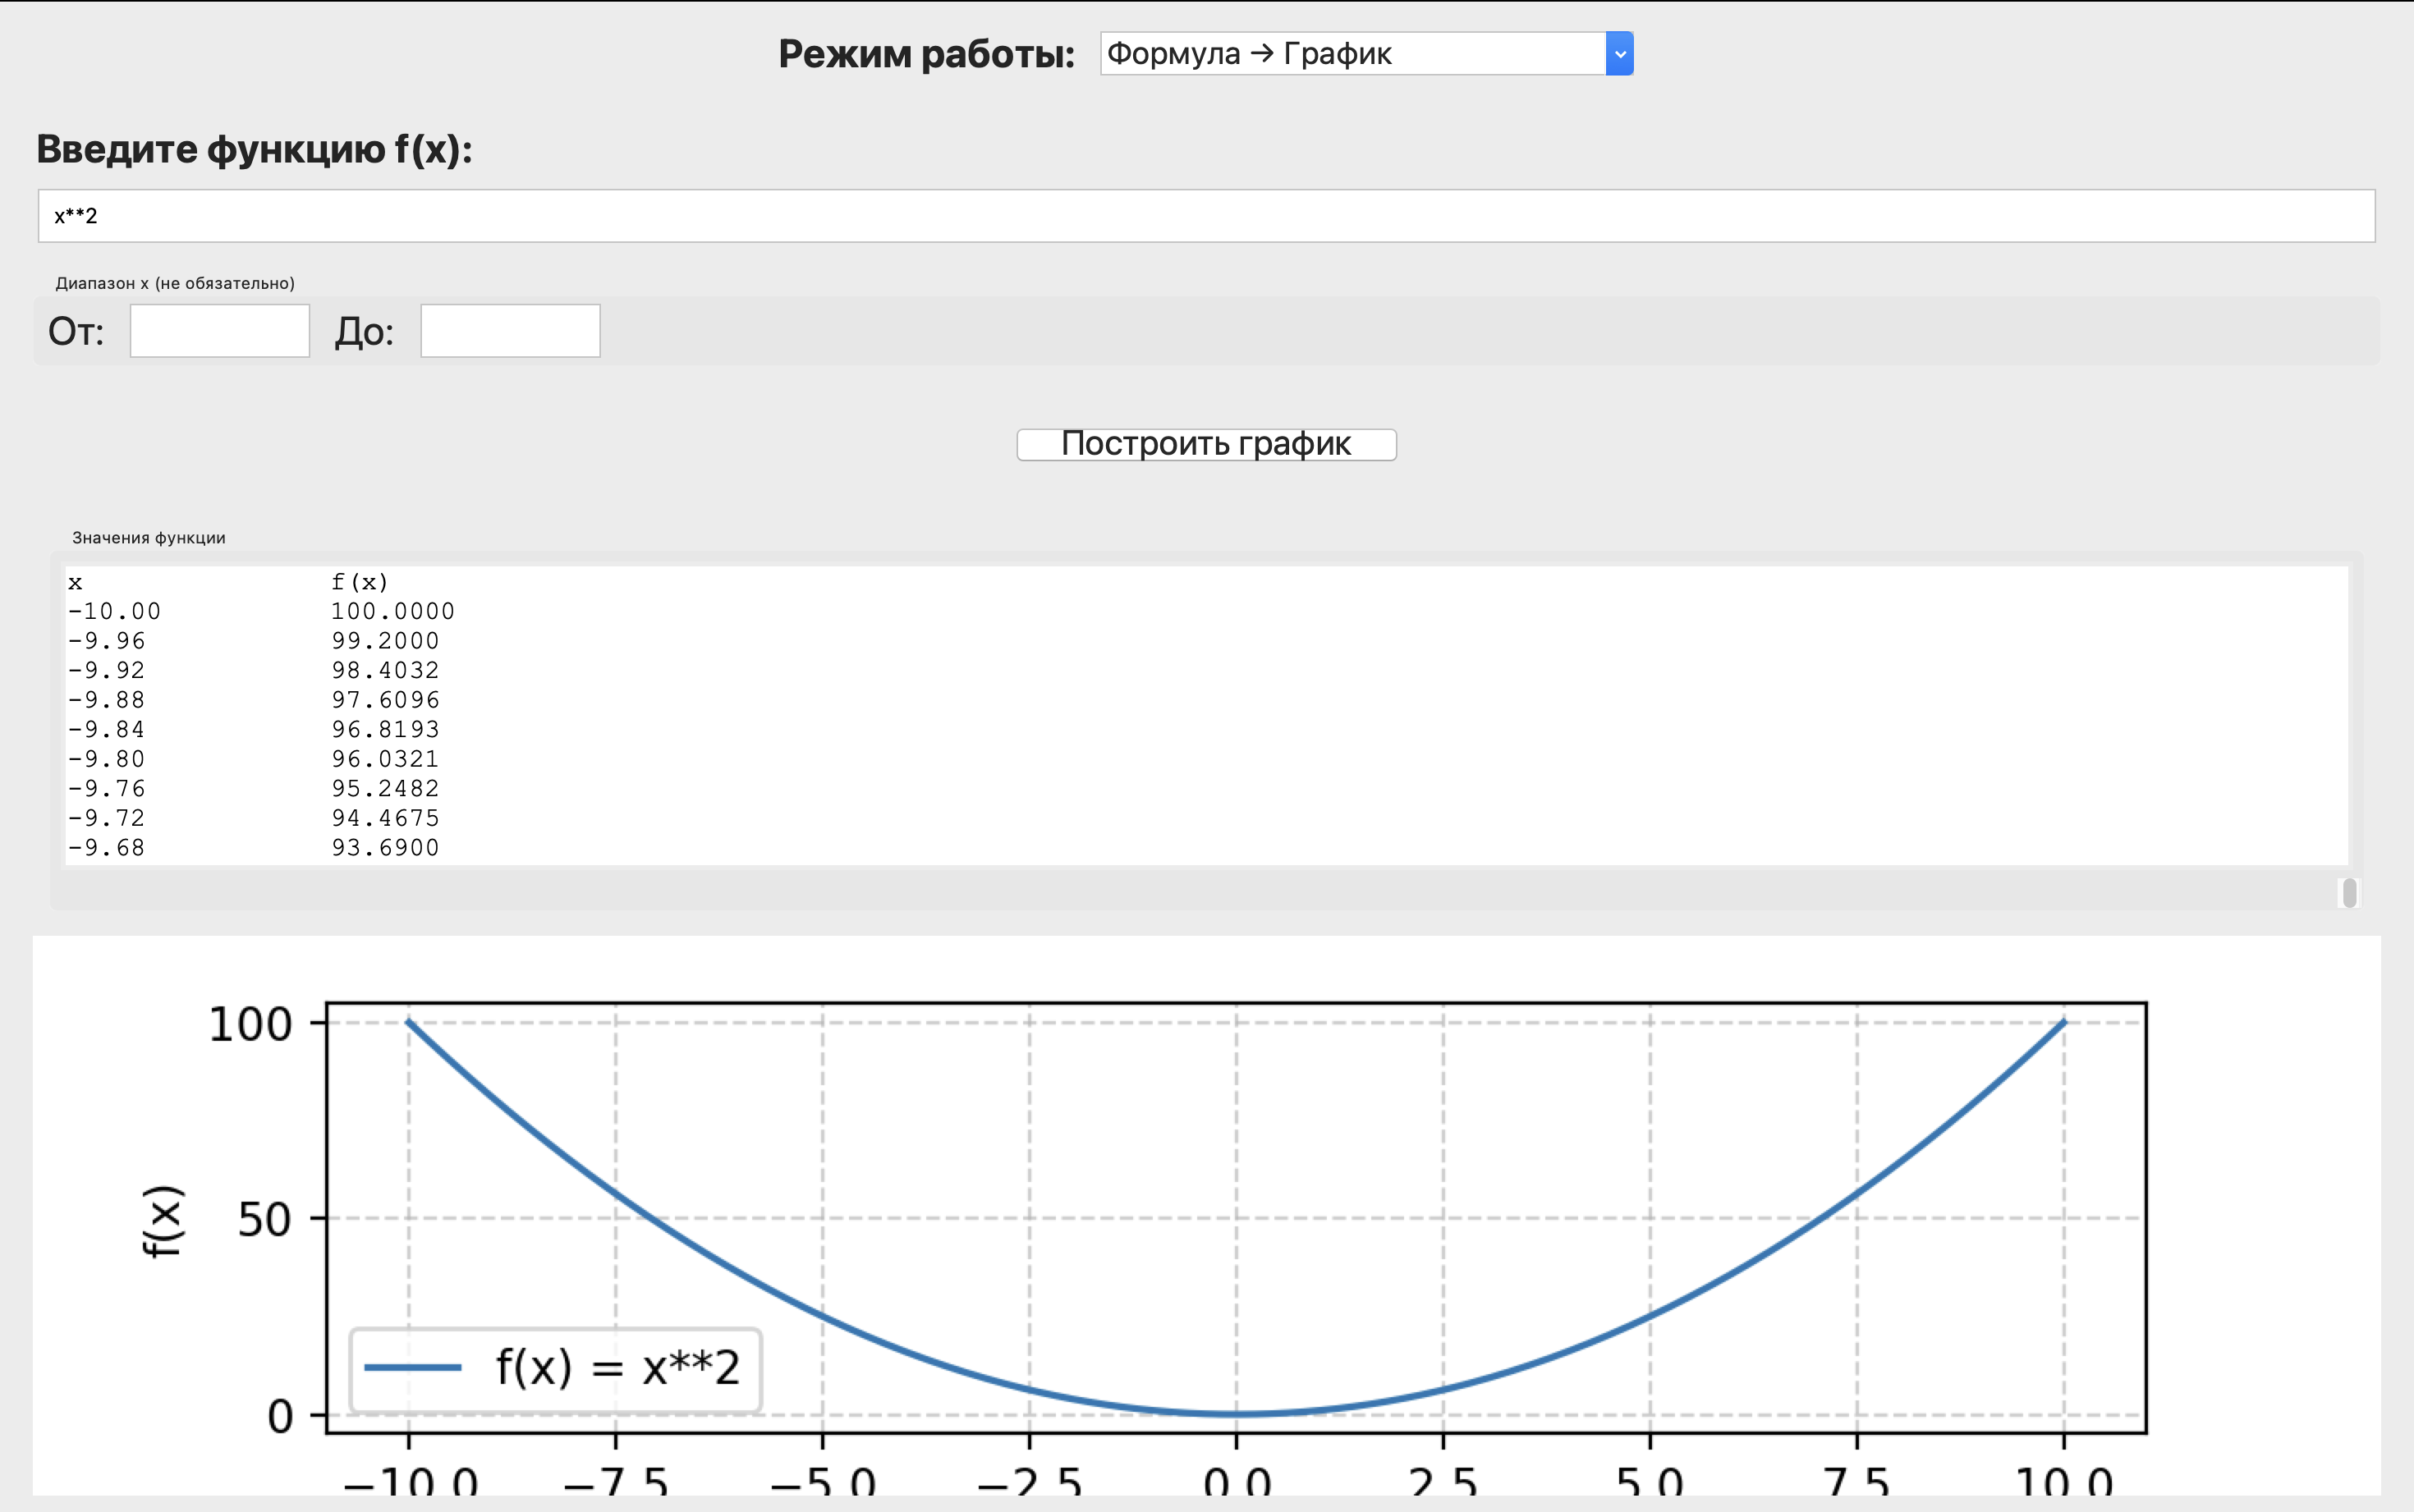 Режим работы: Формула → График
Введите функцию f(x):
x**2
Диапазон x (не обязательно)
От: До:
Построить график
Значения функции
x f(x)
-10.00 100.0000
-9.96 99.2000
-9.92 98.4032
-9.88 97.6096
-9.84 96.8193
-9.80 96.0321
-9.76 95.2482
-9.72 94.4675
-9.68 93.6900
100
50
0
f(x)
f(x) = x**2
−10.0 −7.5 −5.0 −2.5 0.0 2.5 5.0 7.5 10.0